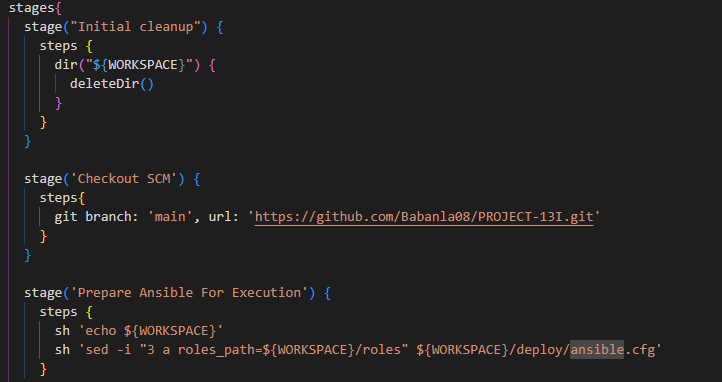 stages{
stage("Initial cleanup") {
steps {
dir("${WORKSPACE}") {
deleteDir()
}
}
}
stage('Checkout SCM') {
steps{
git branch: 'main', url: 'https://github.com/Babanla08/PROJECT-13I.git'
}
}
stage('Prepare Ansible For Execution') {
steps {
sh 'echo ${WORKSPACE}'
sh 'sed -i "3 a roles_path=${WORKSPACE}/roles" ${WORKSPACE}/deploy/ansible.cfg'
}